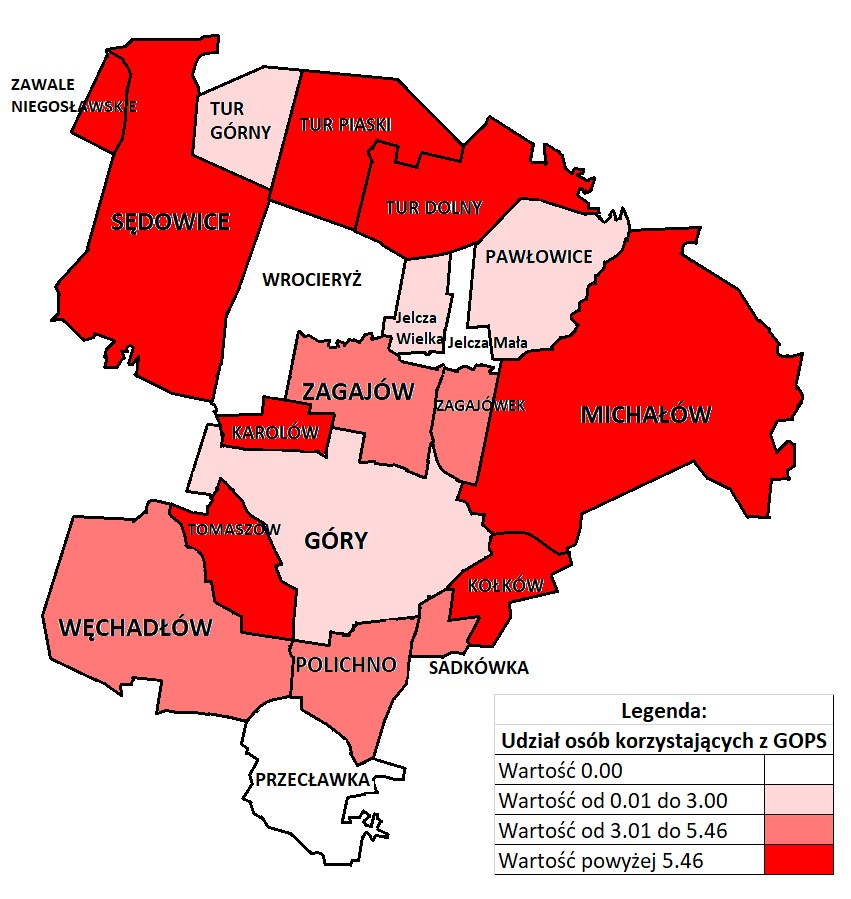 ZAWALE
NIEGOSŁAWSKIE
TUR
GÓRNY
TUR PIASKI
SĘDOWICE
TUR DOLNY
WROCIERYŻ
PAWŁOWICE
Jelcza
Wielka
Jelcza Mała
ZAGAJÓW
ZAGAJÓWEK
MICHAŁÓW
KAROLÓW
TOMASZÓW
GÓRY
KOŁKÓW
WĘCHADŁÓW
POLICHNO
SADKÓWKA
PRZECŁAWKA
Legenda:
Udział osób korzystających z GOPS
Wartość 0.00
Wartość od 0.01 do 3.00
Wartość od 3.01 do 5.46
Wartość powyżej 5.46